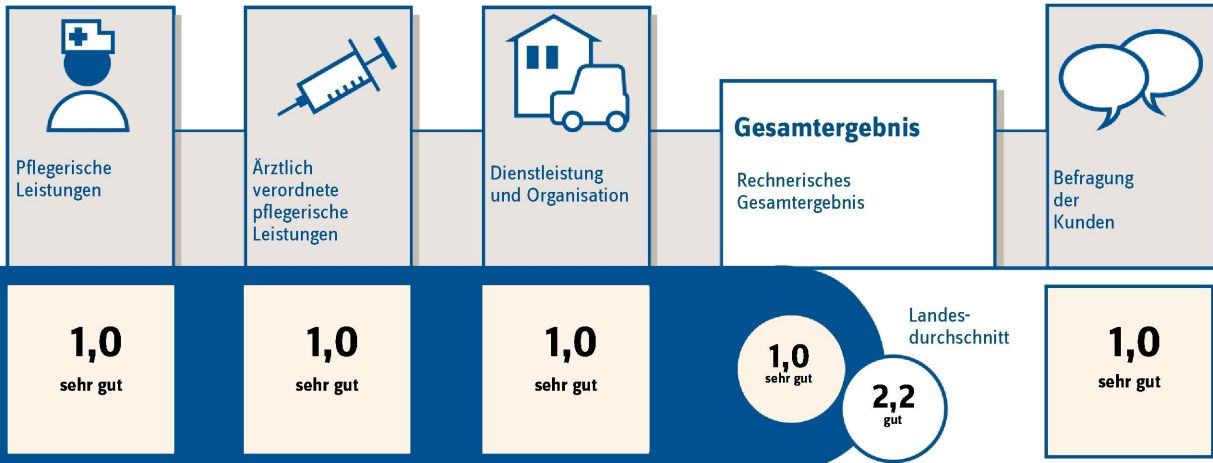 Pflegerische
Leistungen
Ärztlich
verordnete
pflegerische
Leistungen
Dienstleistung
und Organisation
Gesamtergebnis
Rechnerisches
Gesamtergebnis
Befragung
der
Kunden
1,0
sehr gut
1,0
sehr gut
1,0
sehr gut
1,0
sehr gut
Landes-
durchschnitt
2,2
gut
1,0
sehr gut